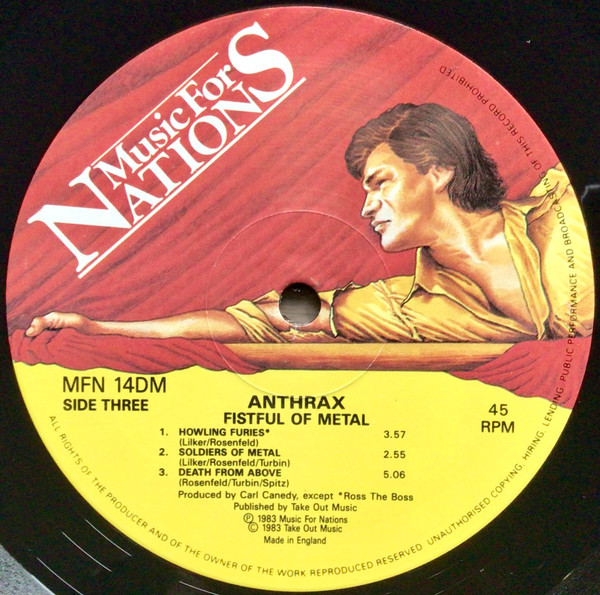 Music For
NATIONS
MFN 14DM
SIDE THREE
ANTHRAX
FISTFUL OF METAL
45
RPM
1. HOWLING FURIES* 3.57
(Lilker/Rosenfeld)
2. SOLDIERS OF METAL 2.55
(Lilker/Rosenfeld/Turbin)
3. DEATH FROM ABOVE 5.06
(Rosenfeld/Turbin/Spitz)
Produced by Carl Canedy, except *Ross The Boss
Published by Take Out Music
Ⓟ 1983 Music For Nations
© 1983 Take Out Music
Made in England
ALL RIGHTS OF THE PRODUCER AND OF THE OWNER OF THE WORK REPRODUCED RESERVED. UNAUTHORISED COPYING, HIRING, LENDING, PUBLIC PERFORMANCE AND BROADCASTING OF THIS RECORD PROHIBITED